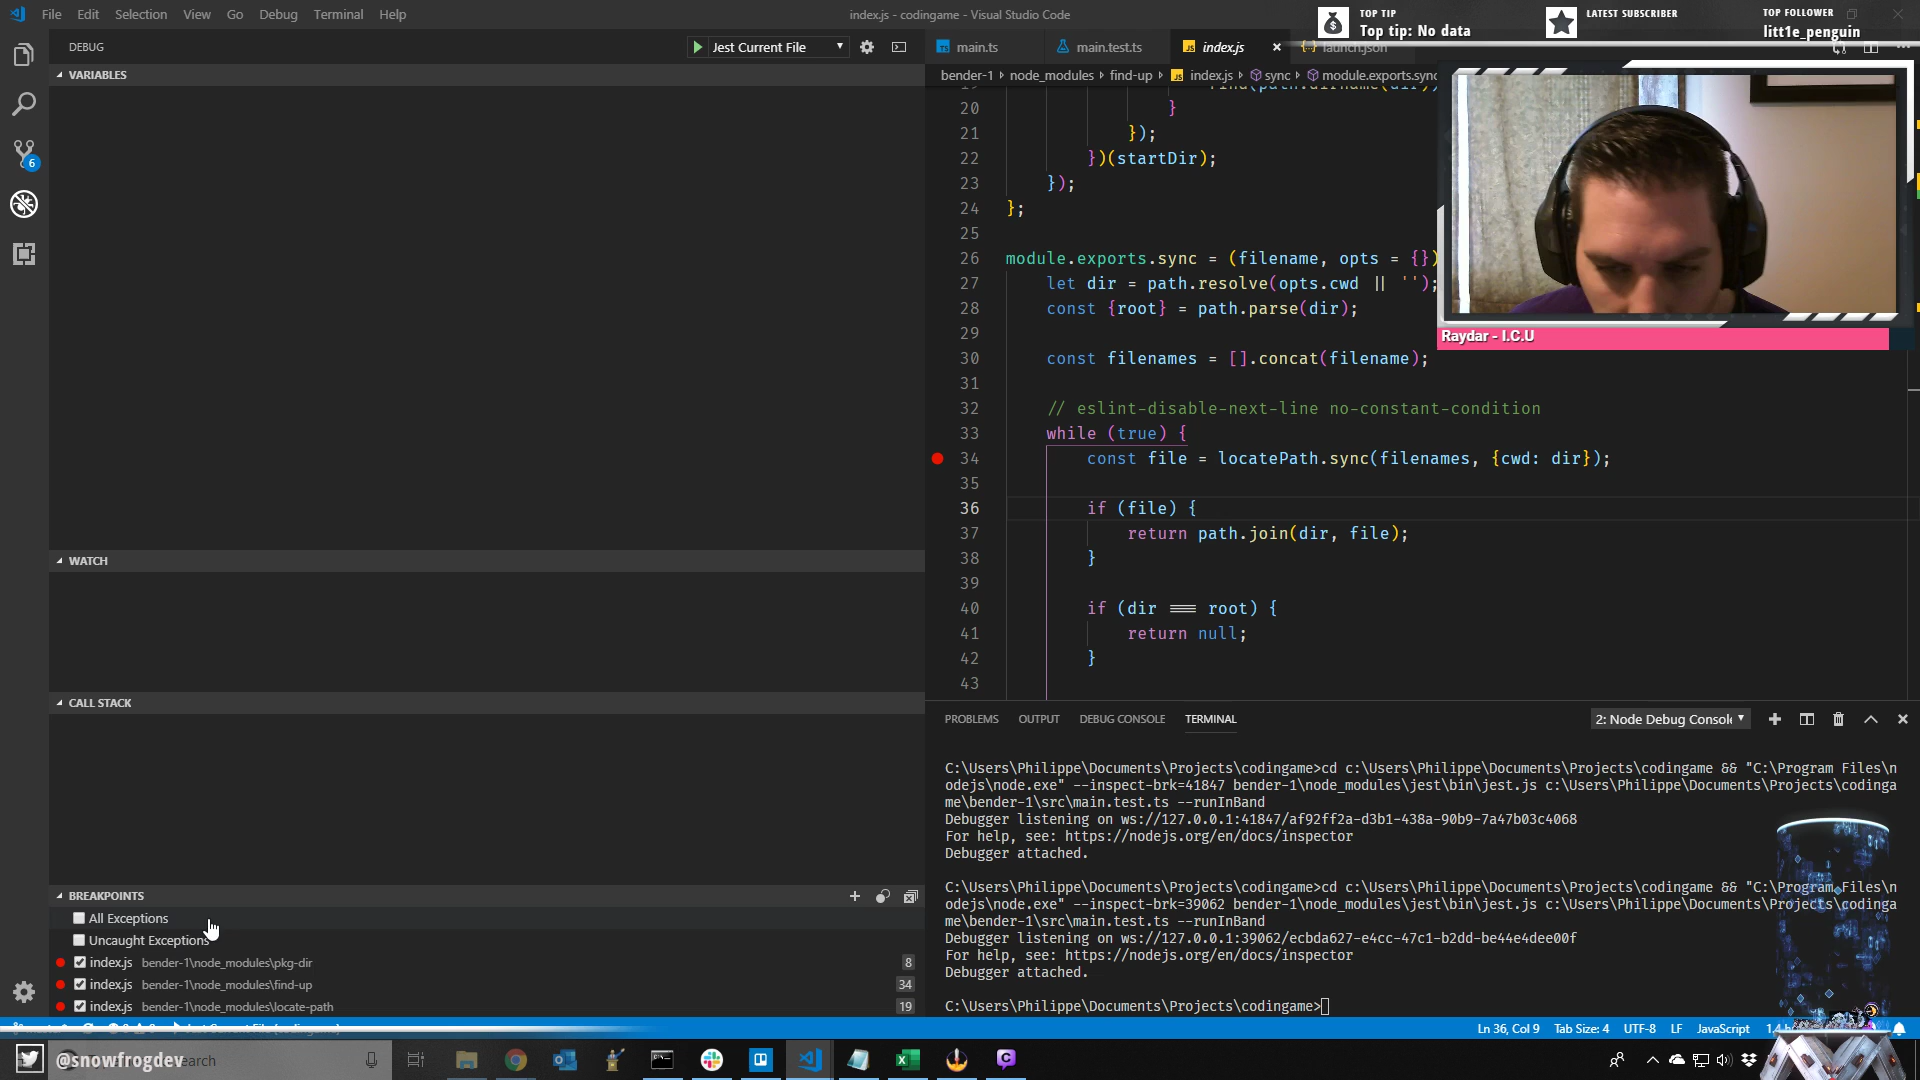 File Edit Selection View Go Debug Terminal Help
index.js - codingame - Visual Studio Code
TOP TIP
Top tip: No data
LATEST SUBSCRIBER
TOP FOLLOWER
litt1e_penguin
DEBUG
Jest Current File
main.ts
main.test.ts
index.js
launch.json
VARIABLES
bender-1 node_modules find-up index.js sync module.exports.sync
20 }
21 });
22 })(startDir);
23 });
24 };
25
26 module.exports.sync = (filename, opts = {})
27 let dir = path.resolve(opts.cwd || '');
28 const {root} = path.parse(dir);
29
30 const filenames = [].concat(filename);
31
32 // eslint-disable-next-line no-constant-condition
33 while (true) {
34 const file = locatePath.sync(filenames, {cwd: dir});
35
36 if (file) {
37 return path.join(dir, file);
38 }
39
40 if (dir === root) {
41 return null;
42 }
43
Raydar - I.C.U
WATCH
CALL STACK
PROBLEMS OUTPUT DEBUG CONSOLE TERMINAL
2: Node Debug Console
C:\Users\Philippe\Documents\Projects\codingame>cd c:\Users\Philippe\Documents\Projects\codingame && "C:\Program Files\n
odejs\node.exe" --inspect-brk=41847 bender-1\node_modules\jest\bin\jest.js c:\Users\Philippe\Documents\Projects\codinga
me\bender-1\src\main.test.ts --runInBand
Debugger listening on ws://127.0.0.1:41847/af92ff2a-d3b1-438a-90b9-7a47b03c4068
For help, see: https://nodejs.org/en/docs/inspector
Debugger attached.
C:\Users\Philippe\Documents\Projects\codingame>cd c:\Users\Philippe\Documents\Projects\codingame && "C:\Program Files\n
odejs\node.exe" --inspect-brk=39062 bender-1\node_modules\jest\bin\jest.js c:\Users\Philippe\Documents\Projects\codinga
me\bender-1\src\main.test.ts --runInBand
Debugger listening on ws://127.0.0.1:39062/ecbda627-e4cc-47c1-b2dd-be44e4dee00f
For help, see: https://nodejs.org/en/docs/inspector
Debugger attached.
C:\Users\Philippe\Documents\Projects\codingame>
BREAKPOINTS
All Exceptions
Uncaught Exceptions
index.js bender-1\node_modules\pkg-dir 8
index.js bender-1\node_modules\find-up 34
index.js bender-1\node_modules\locate-path 19
6
Ln 36, Col 9 Tab Size: 4 UTF-8 LF JavaScript
@snowfrogdev